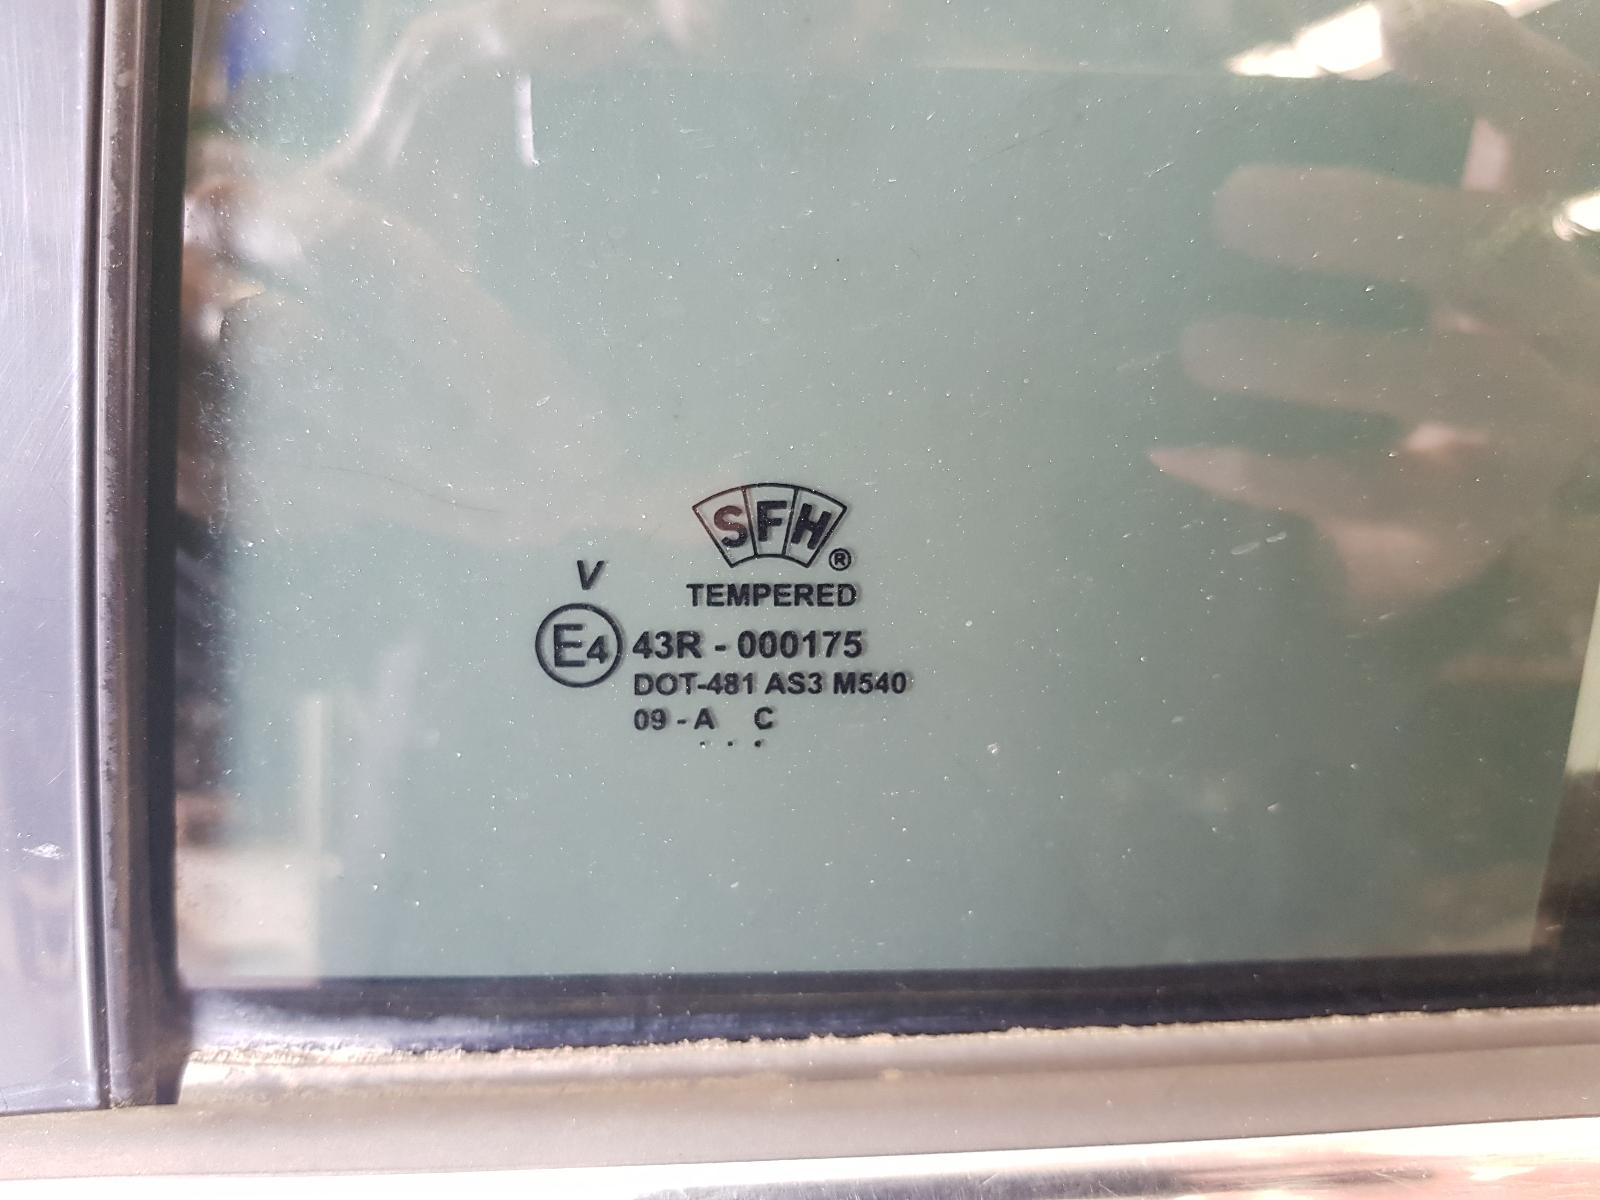 SFH®
TEMPERED
V
E4 43R - 000175
DOT-481 AS3 M540
09 - A C
. . .